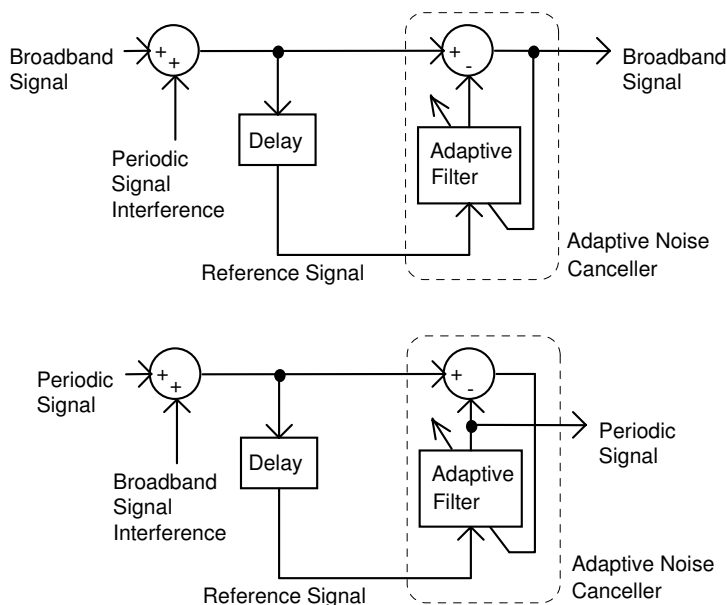 Broadband
Signal
+
+
Periodic
Signal
Interference
Delay
Reference Signal
+
-
Adaptive
Filter
Broadband
Signal
Adaptive Noise
Canceller
Periodic
Signal
+
+
Broadband
Signal
Interference
Delay
Reference Signal
+
-
Adaptive
Filter
Periodic
Signal
Adaptive Noise
Canceller